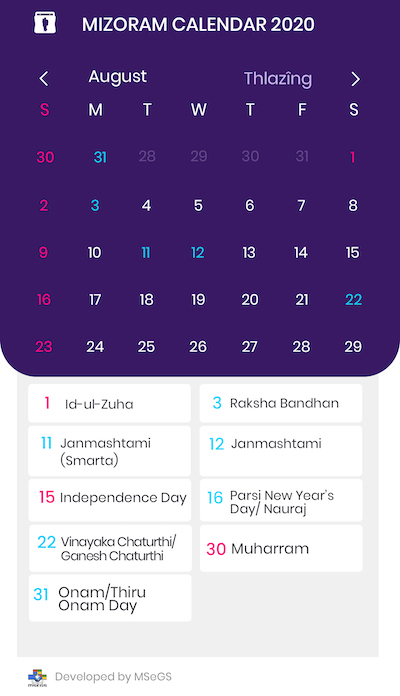 MIZORAM CALENDAR 2020
August Thlazîng
S M T W T F S
30 31 28 29 30 31 1
2 3 4 5 6 7 8
9 10 11 12 13 14 15
16 17 18 19 20 21 22
23 24 25 26 27 28 29
1 Id-ul-Zuha
3 Raksha Bandhan
11 Janmashtami
(Smarta)
12 Janmashtami
15 Independence Day
16 Parsi New Year's
Day/ Nauraj
22 Vinayaka Chaturthi/
Ganesh Chaturthi
30 Muharram
31 Onam/Thiru
Onam Day
Developed by MSeGS